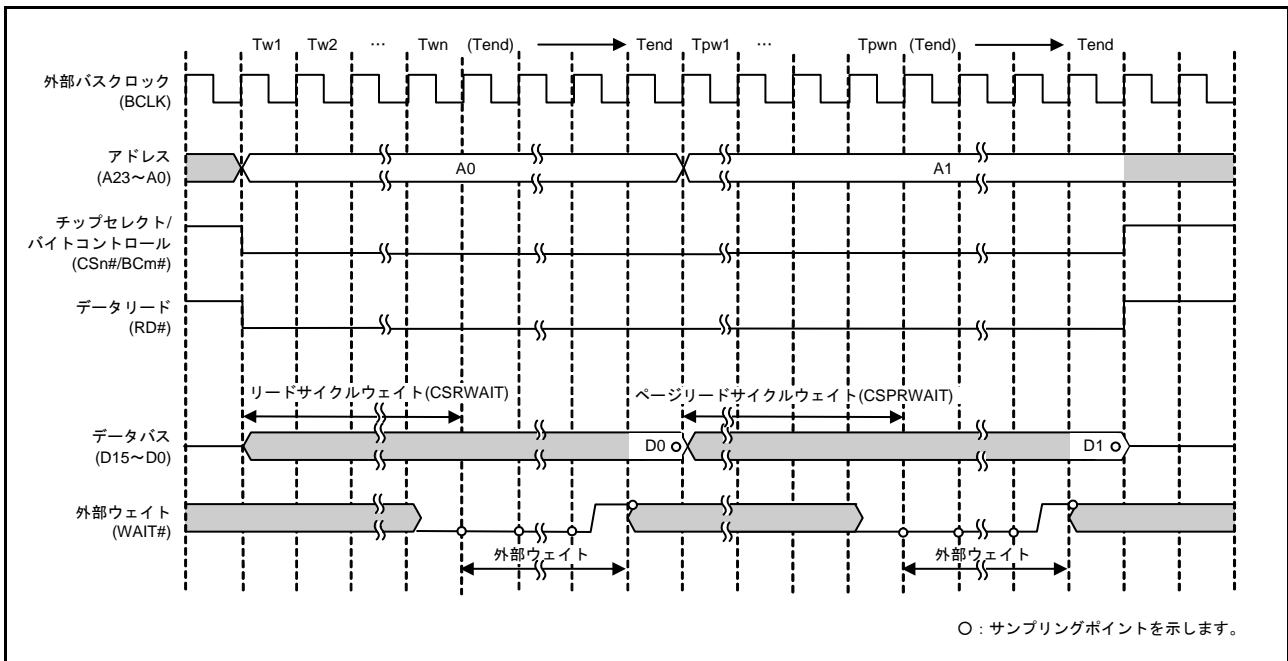 Tw1 Tw2 … Twn (Tend) Tend Tpw1 … Tpwn (Tend) Tend
外部バスクロック
(BCLK)
アドレス
(A23～A0)
A0 A1
チップセレクト/
バイトコントロール
(CSn#/BCm#)
データリード
(RD#)
リードサイクルウェイト(CSRWAIT) ページリードサイクルウェイト(CSPRWAIT)
データバス
(D15～D0)
D0 D1
外部ウェイト
(WAIT#)
外部ウェイト 外部ウェイト
○：サンプリングポイントを示します。